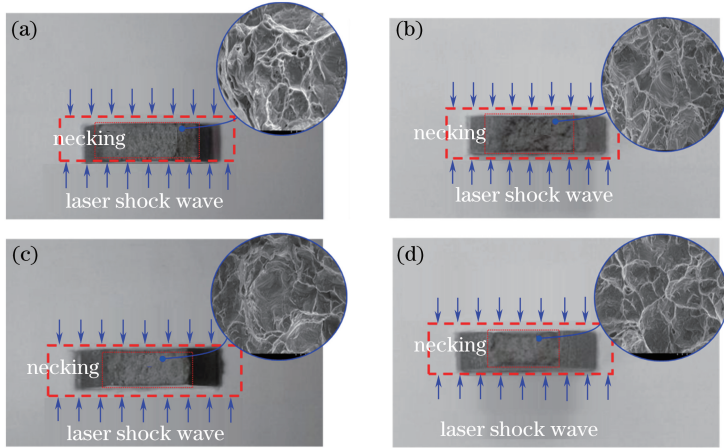 (a)
necking
laser shock wave
(b)
necking
laser shock wave
(c)
necking
laser shock wave
(d)
necking
laser shock wave